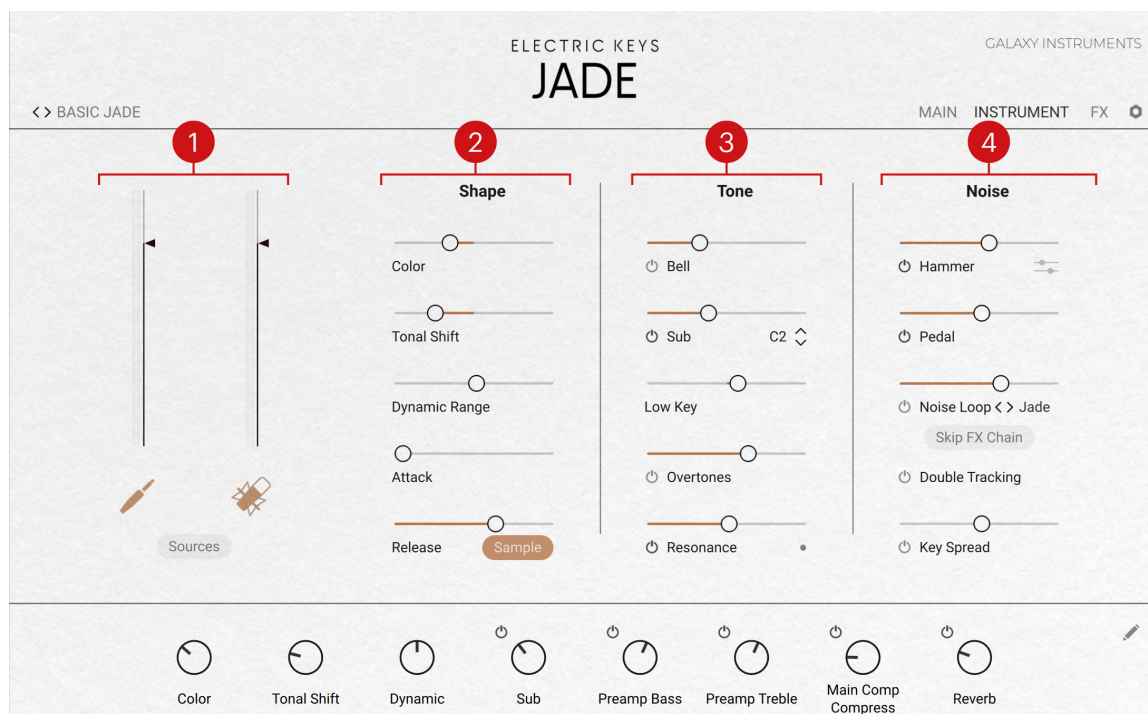 ELECTRIC KEYS
JADE
GALAXY INSTRUMENTS
< > BASIC JADE
MAIN INSTRUMENT FX
1
2
3
4
Shape
Color
Tonal Shift
Dynamic Range
Attack
Release Sample
Sources
Tone
Bell
Sub C2
Low Key
Overtones
Resonance
Noise
Hammer
Pedal
Noise Loop < > Jade
Skip FX Chain
Double Tracking
Key Spread
Color
Tonal Shift
Dynamic
Sub
Preamp Bass
Preamp Treble
Main Comp
Compress
Reverb